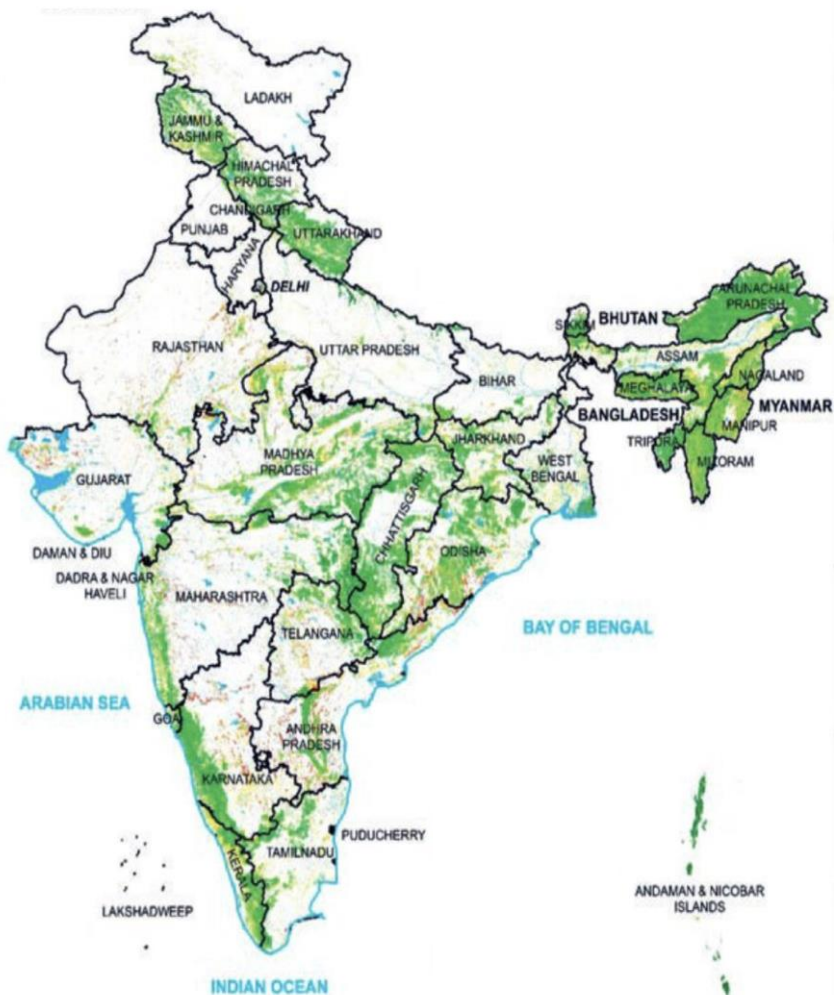 LADAKH
JAMMU &
KASHMIR
HIMACHAL
PRADESH
CHANDIGARH
PUNJAB
UTTARAKHAND
HARYANA
DELHI
ARUNACHAL
PRADESH
SIKKIM
BHUTAN
RAJASTHAN
UTTAR PRADESH
ASSAM
BIHAR
NAGALAND
MEGHALAYA
BANGLADESH
MYANMAR
MANIPUR
JHARKHAND
TRIPURA
MADHYA
PRADESH
WEST
BENGAL
MIZORAM
GUJARAT
CHHATTISGARH
ODISHA
DAMAN & DIU
DADRA & NAGAR
HAVELI
MAHARASHTRA
TELANGANA
BAY OF BENGAL
ARABIAN SEA
GOA
ANDHRA
PRADESH
KARNATAKA
PUDUCHERRY
TAMILNADU
KERALA
ANDAMAN & NICOBAR
ISLANDS
LAKSHADWEEP
INDIAN OCEAN